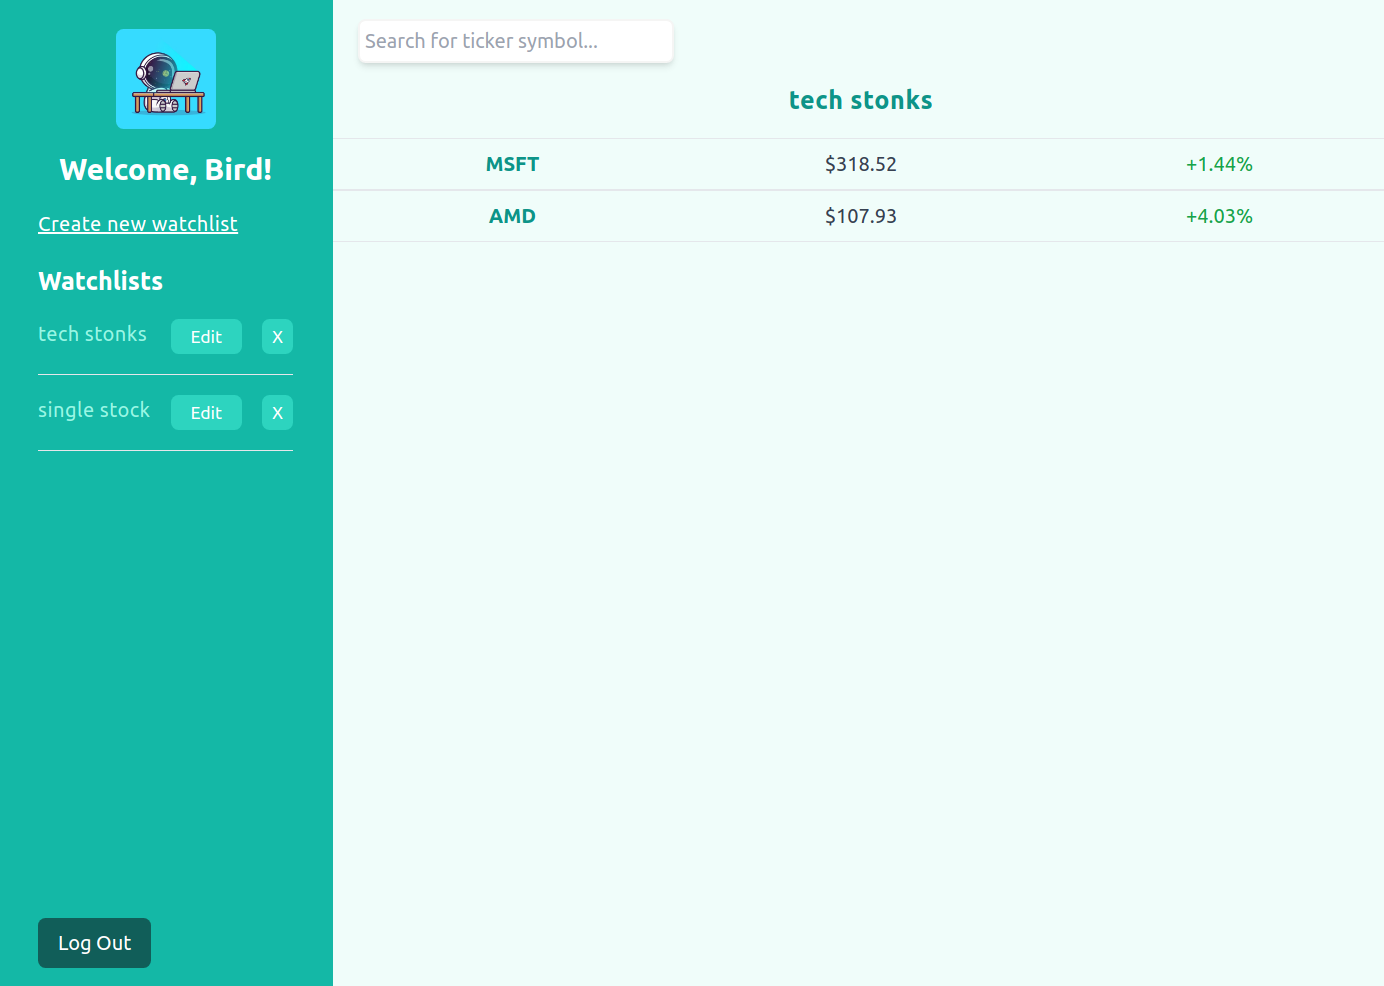 Welcome, Bird!
Create new watchlist
Watchlists
tech stonks Edit X
single stock Edit X
Log Out
Search for ticker symbol...
tech stonks
MSFT $318.52 +1.44%
AMD $107.93 +4.03%